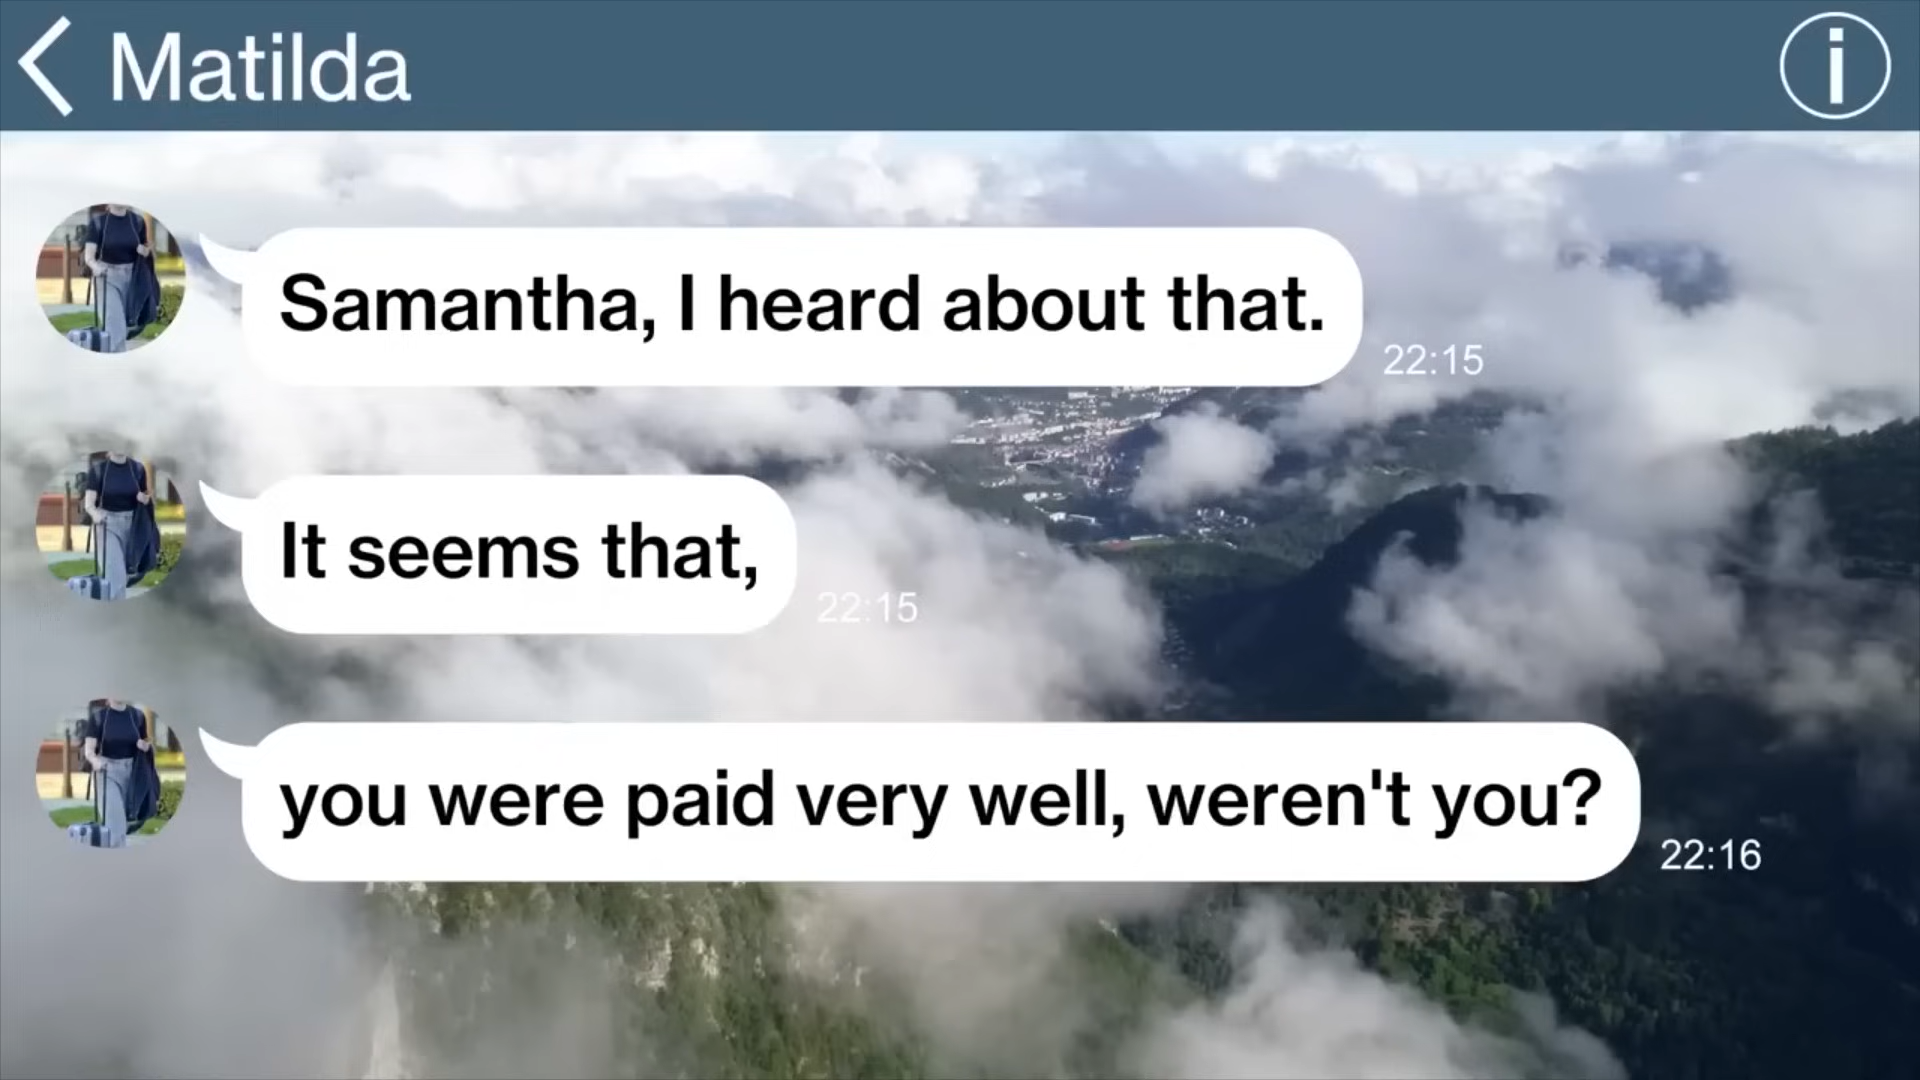 Matilda
Samantha, I heard about that.
22:15
It seems that,
22:15
you were paid very well, weren't you?
22:16